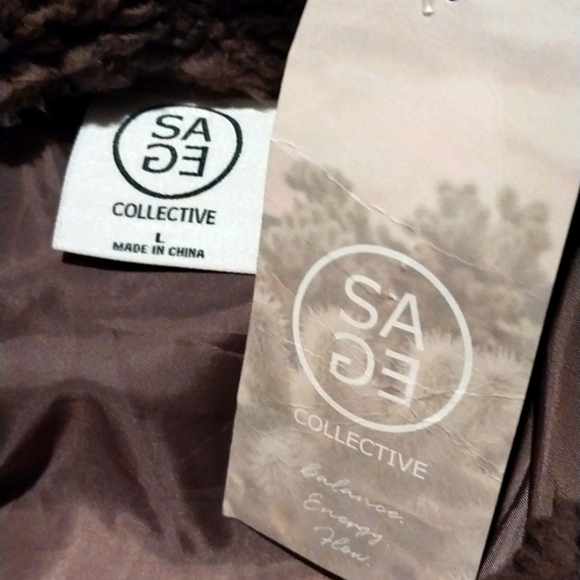 SA
GE
COLLECTIVE
L
MADE IN CHINA
SA
GE
COLLECTIVE
balance.
Energy.
Flow.